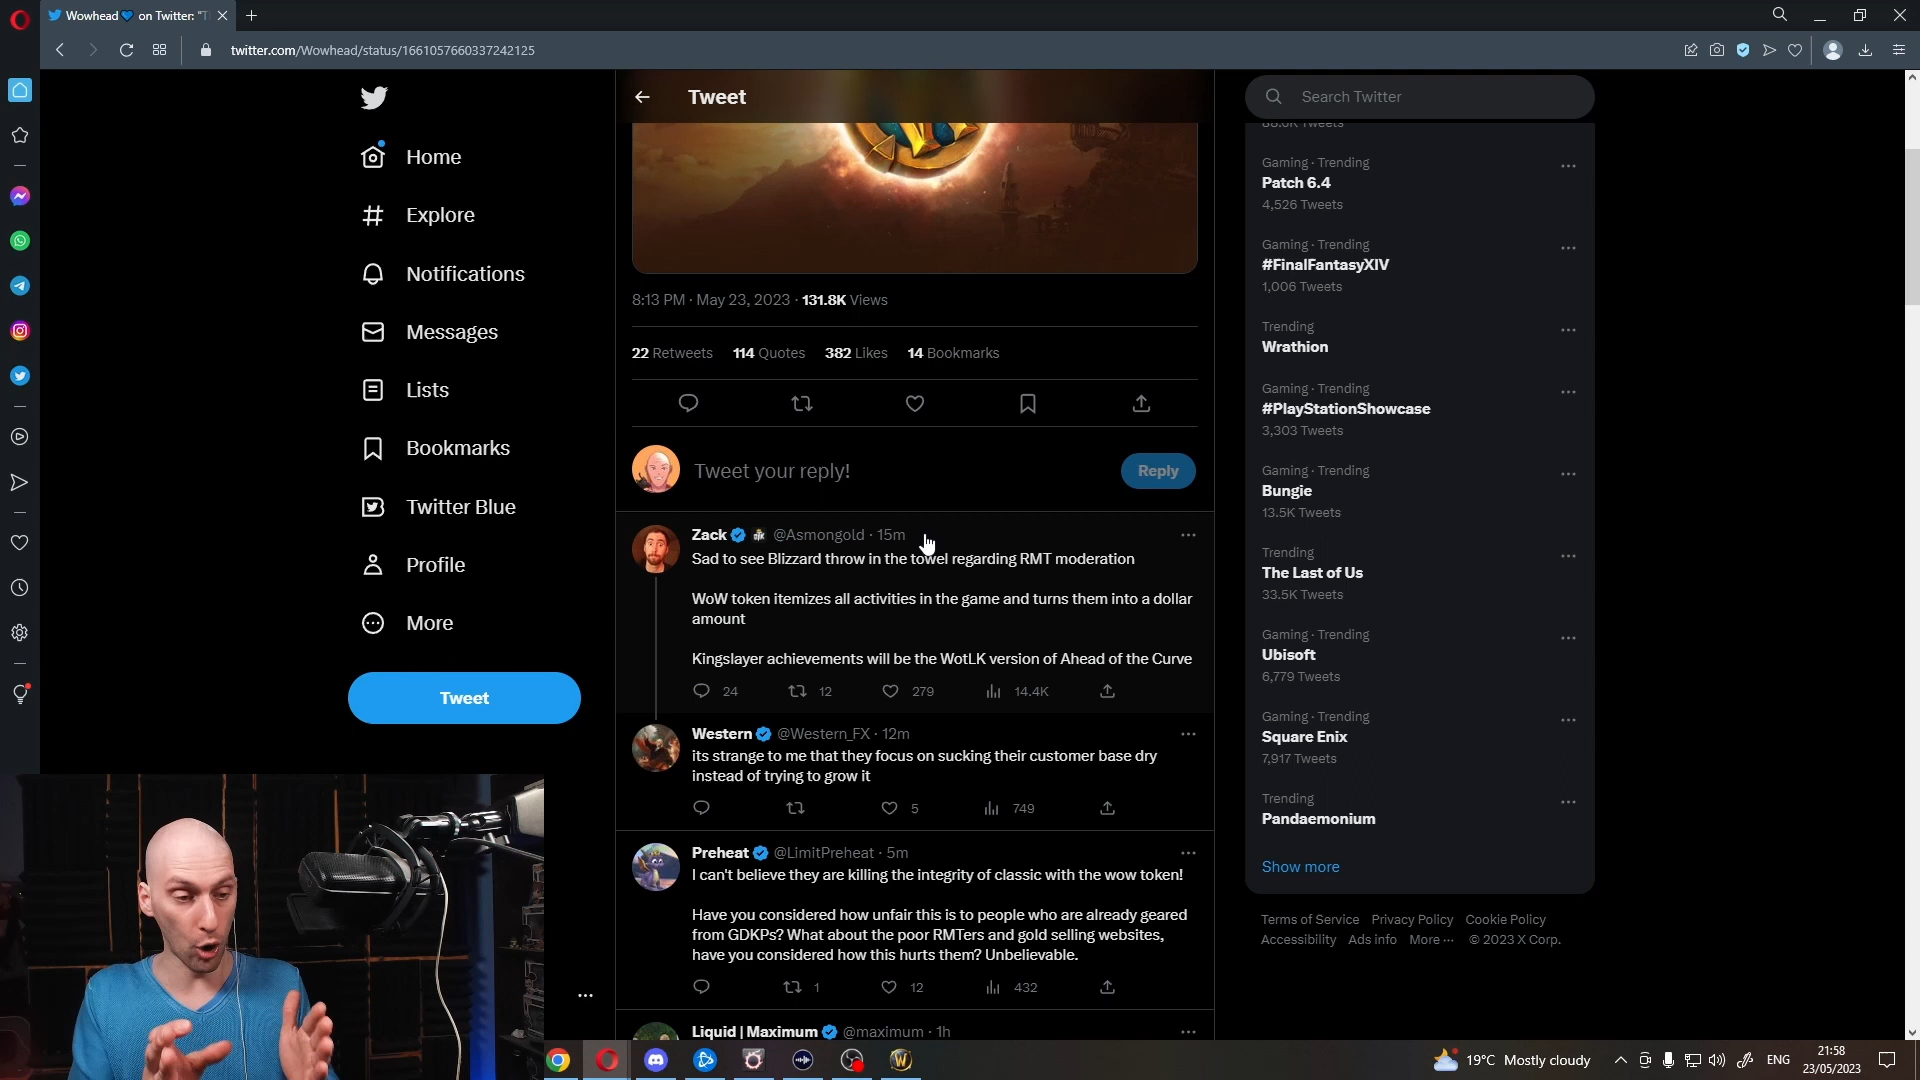 Wowhead 💙 on Twitter: "T
twitter.com/Wowhead/status/1661057660337242125
Home
Explore
Notifications
Messages
Lists
Bookmarks
Twitter Blue
Profile
More
Tweet
Tweet
8:13 PM · May 23, 2023 · 131.8K Views
22 Retweets 114 Quotes 382 Likes 14 Bookmarks
Tweet your reply!
Reply
Zack @Asmongold · 15m
Sad to see Blizzard throw in the towel regarding RMT moderation
WoW token itemizes all activities in the game and turns them into a dollar
amount
Kingslayer achievements will be the WotLK version of Ahead of the Curve
24 12 279 14.4K
Western @Western_FX · 12m
its strange to me that they focus on sucking their customer base dry
instead of trying to grow it
5 749
Preheat @LimitPreheat · 5m
I can't believe they are killing the integrity of classic with the wow token!
Have you considered how unfair this is to people who are already geared
from GDKPs? What about the poor RMTers and gold selling websites,
have you considered how this hurts them? Unbelievable.
1 12 432
Liquid | Maximum @maximum · 1h
Search Twitter
Gaming · Trending
Patch 6.4
4,526 Tweets
Gaming · Trending
#FinalFantasyXIV
1,006 Tweets
Trending
Wrathion
Gaming · Trending
#PlayStationShowcase
3,303 Tweets
Gaming · Trending
Bungie
13.5K Tweets
Trending
The Last of Us
33.5K Tweets
Gaming · Trending
Ubisoft
6,779 Tweets
Gaming · Trending
Square Enix
7,917 Tweets
Trending
Pandaemonium
Show more
Terms of Service Privacy Policy Cookie Policy
Accessibility Ads info More ··· © 2023 X Corp.
19°C Mostly cloudy
ENG
21:58
23/05/2023